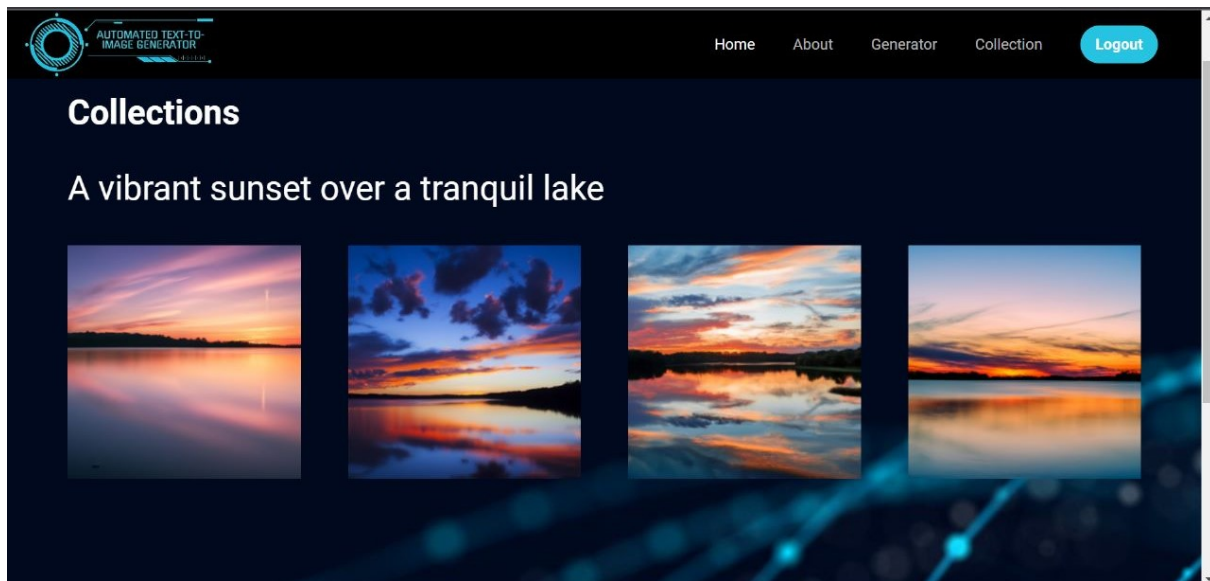 AUTOMATED TEXT-TO-
IMAGE GENERATOR
Home About Generator Collection Logout
Collections
A vibrant sunset over a tranquil lake